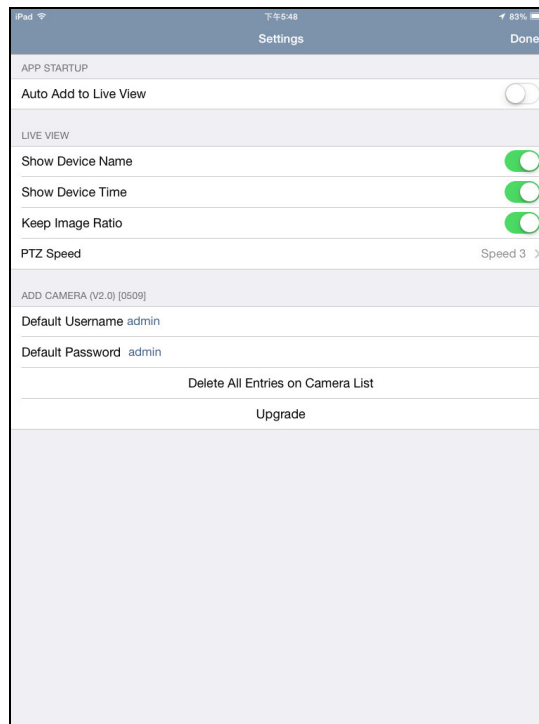 iPad 下午5:48 83%
Settings Done
APP STARTUP
Auto Add to Live View
LIVE VIEW
Show Device Name
Show Device Time
Keep Image Ratio
PTZ Speed Speed 3
ADD CAMERA (V2.0) [0509]
Default Username admin
Default Password admin
Delete All Entries on Camera List
Upgrade